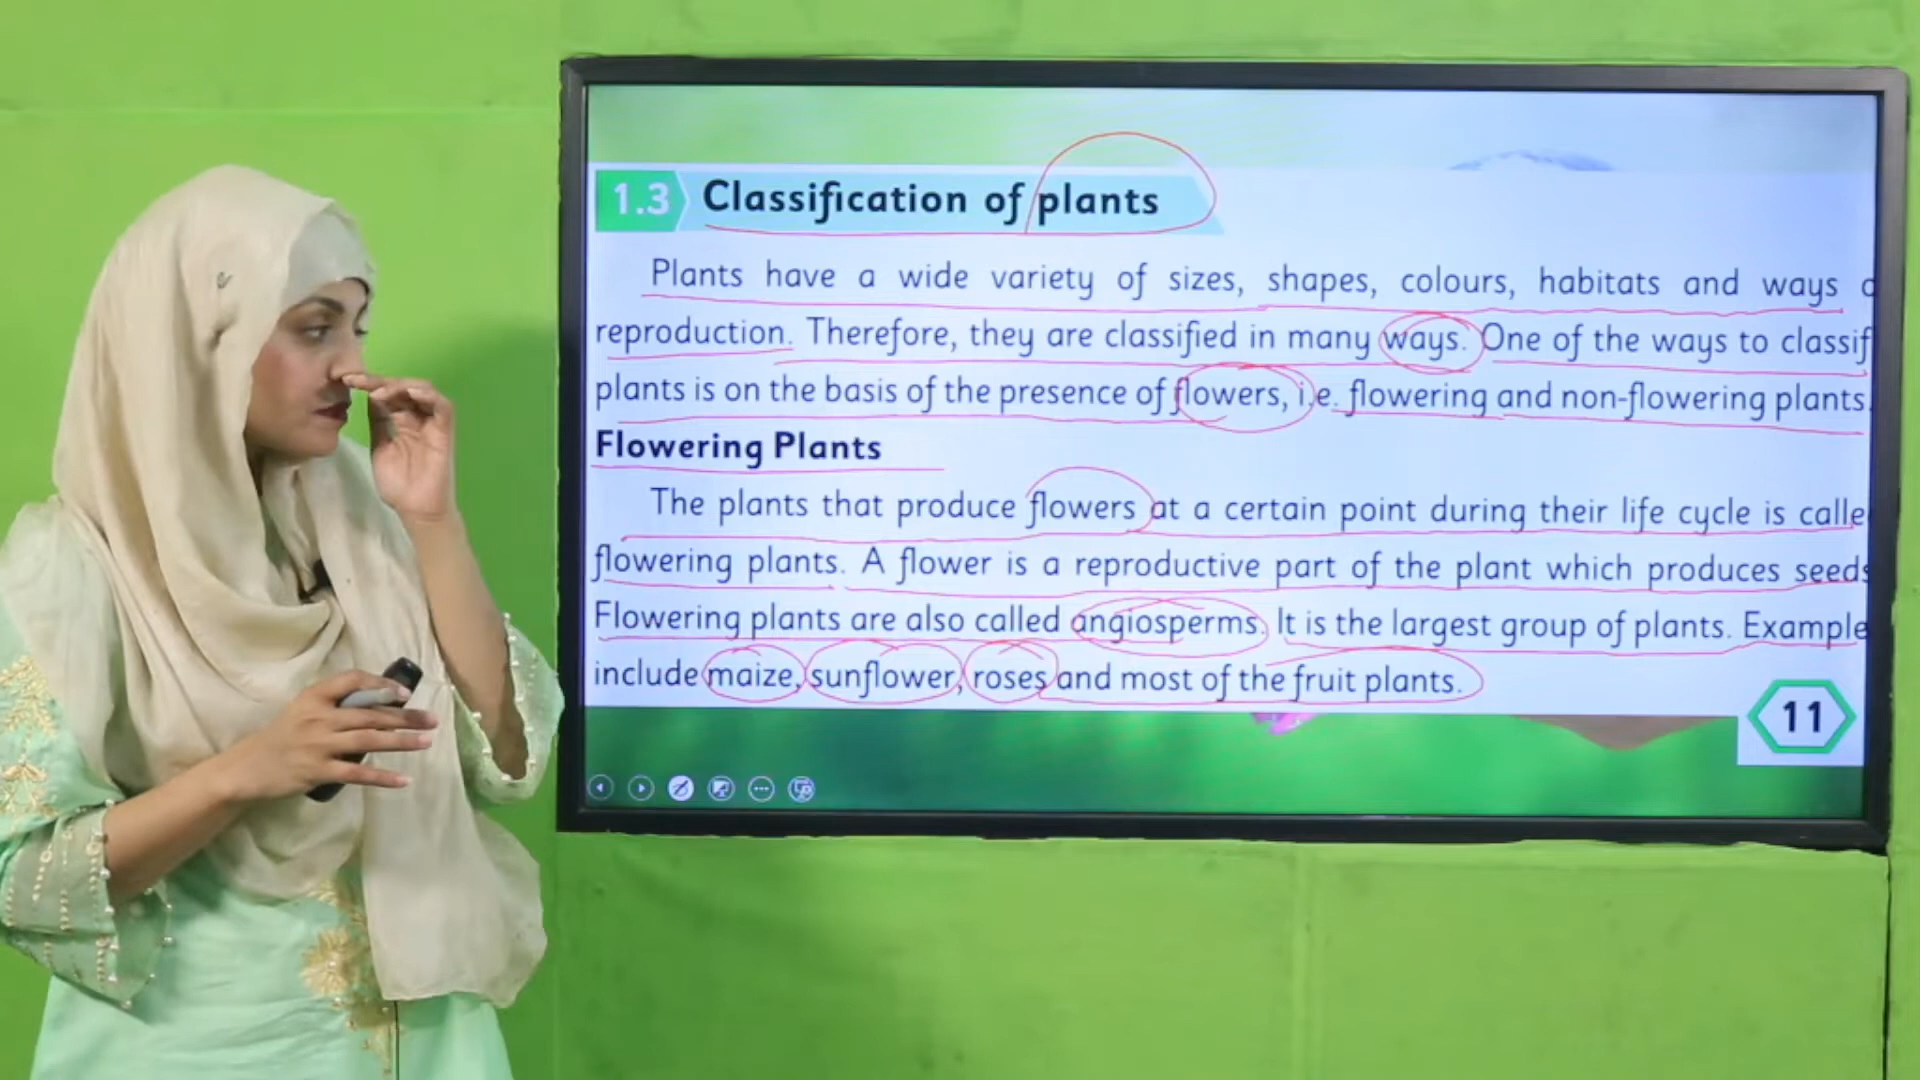 1.3 Classification of plants
Plants have a wide variety of sizes, shapes, colours, habitats and ways
reproduction. Therefore, they are classified in many ways. One of the ways to classif
plants is on the basis of the presence of flowers, i.e. flowering and non-flowering plants.
Flowering Plants
The plants that produce flowers at a certain point during their life cycle is calle
flowering plants. A flower is a reproductive part of the plant which produces seeds
Flowering plants are also called angiosperms. It is the largest group of plants. Example
include maize, sunflower, roses and most of the fruit plants.
11